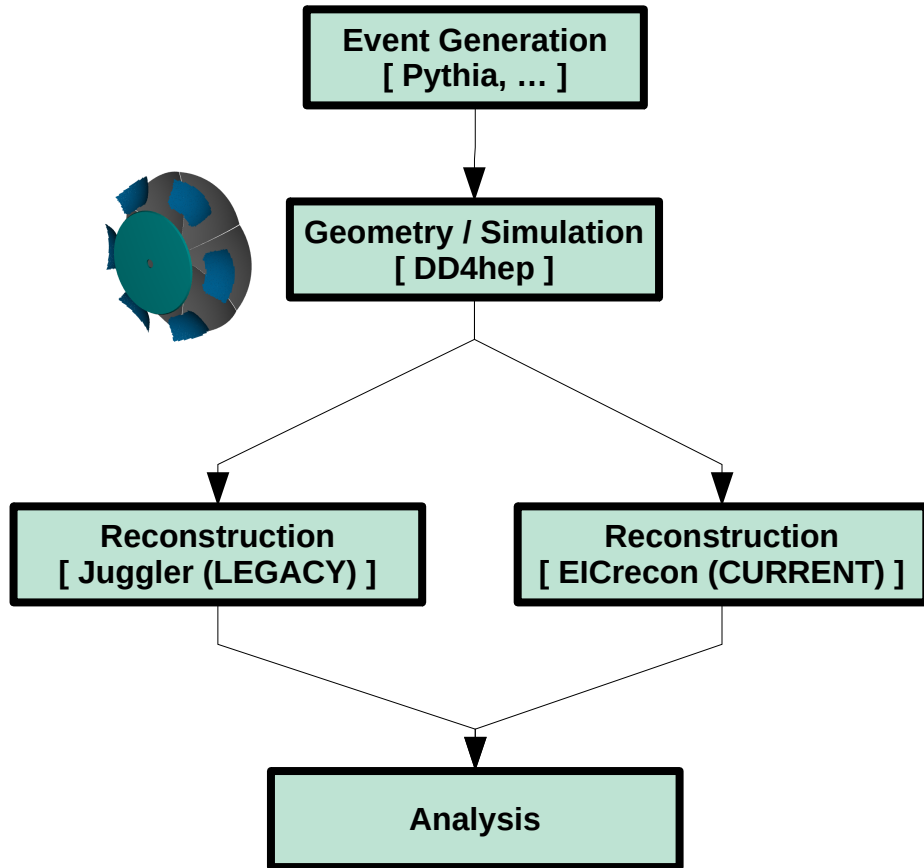 Event Generation
[ Pythia, … ]
Geometry / Simulation
[ DD4hep ]
Reconstruction
[ Juggler (LEGACY) ]
Reconstruction
[ EICrecon (CURRENT) ]
Analysis